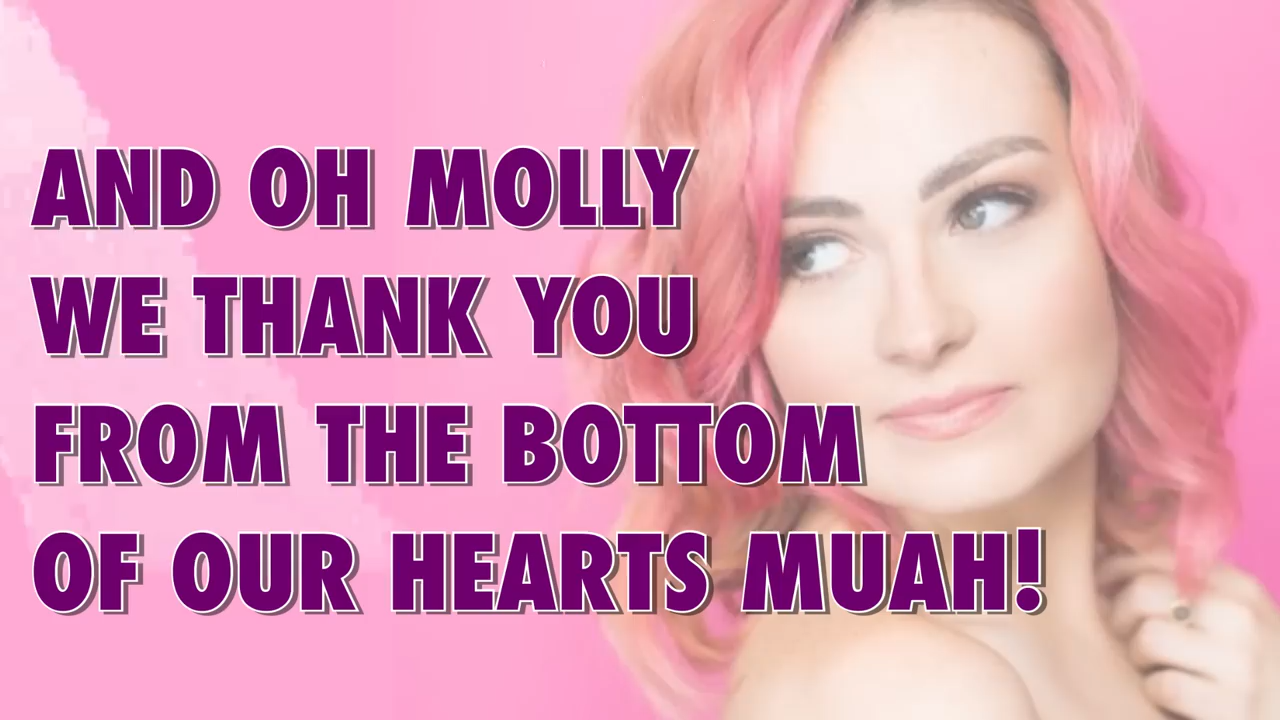 AND OH MOLLY
WE THANK YOU
FROM THE BOTTOM
OF OUR HEARTS MUAH!